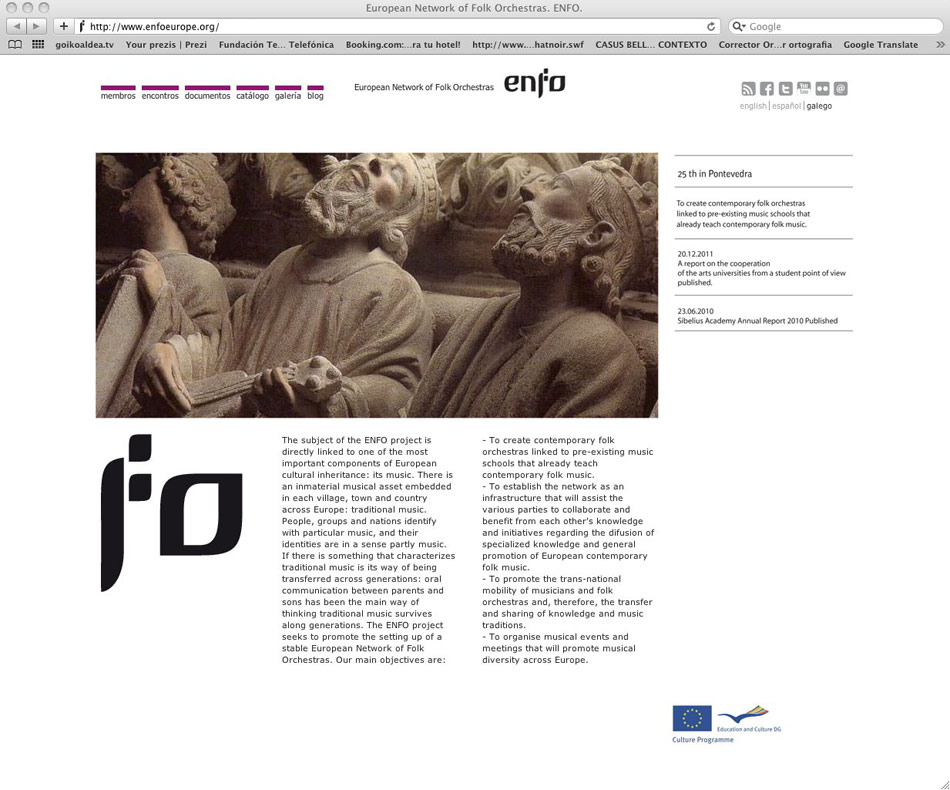 European Network of Folk Orchestras. ENFO.
http://www.enfoeurope.org/
Google
goikoaldea.tv Your prezis | Prezi Fundación Te... Telefónica Booking.com:...ra tu hotel! http://www....hatnoir.swf CASUS BELL... CONTEXTO Corrector Or...r ortografia Google Translate
membros encontros documentos catálogo galería blog
European Network of Folk Orchestras enfo
english | español | galego
25 th in Pontevedra
To create contemporary folk orchestras
linked to pre-existing music schools that
already teach contemporary folk music.
20.12.2011
A report on the cooperation
of the arts universities from a student point of view
published.
23.06.2010
Sibelius Academy Annual Report 2010 Published
fo
The subject of the ENFO project is
directly linked to one of the most
important components of European
cultural inheritance: its music. There is
an inmaterial musical asset embedded
in each village, town and country
across Europe: traditional music.
People, groups and nations identify
with particular music, and their
identities are in a sense partly music.
If there is something that characterizes
traditional music is its way of being
transferred across generations: oral
communication between parents and
sons has been the main way of
thinking traditional music survives
along generations. The ENFO project
seeks to promote the setting up of a
stable European Network of Folk
Orchestras. Our main objectives are:
- To create contemporary folk
orchestras linked to pre-existing music
schools that already teach
contemporary folk music.
- To establish the network as an
infrastructure that will assist the
various parties to collaborate and
benefit from each other's knowledge
and initiatives regarding the difusion of
specialized knowledge and general
promotion of European contemporary
folk music.
- To promote the trans-national
mobility of musicians and folk
orchestras and, therefore, the transfer
and sharing of knowledge and music
traditions.
- To organise musical events and
meetings that will promote musical
diversity across Europe.
Education and Culture DG
Culture Programme